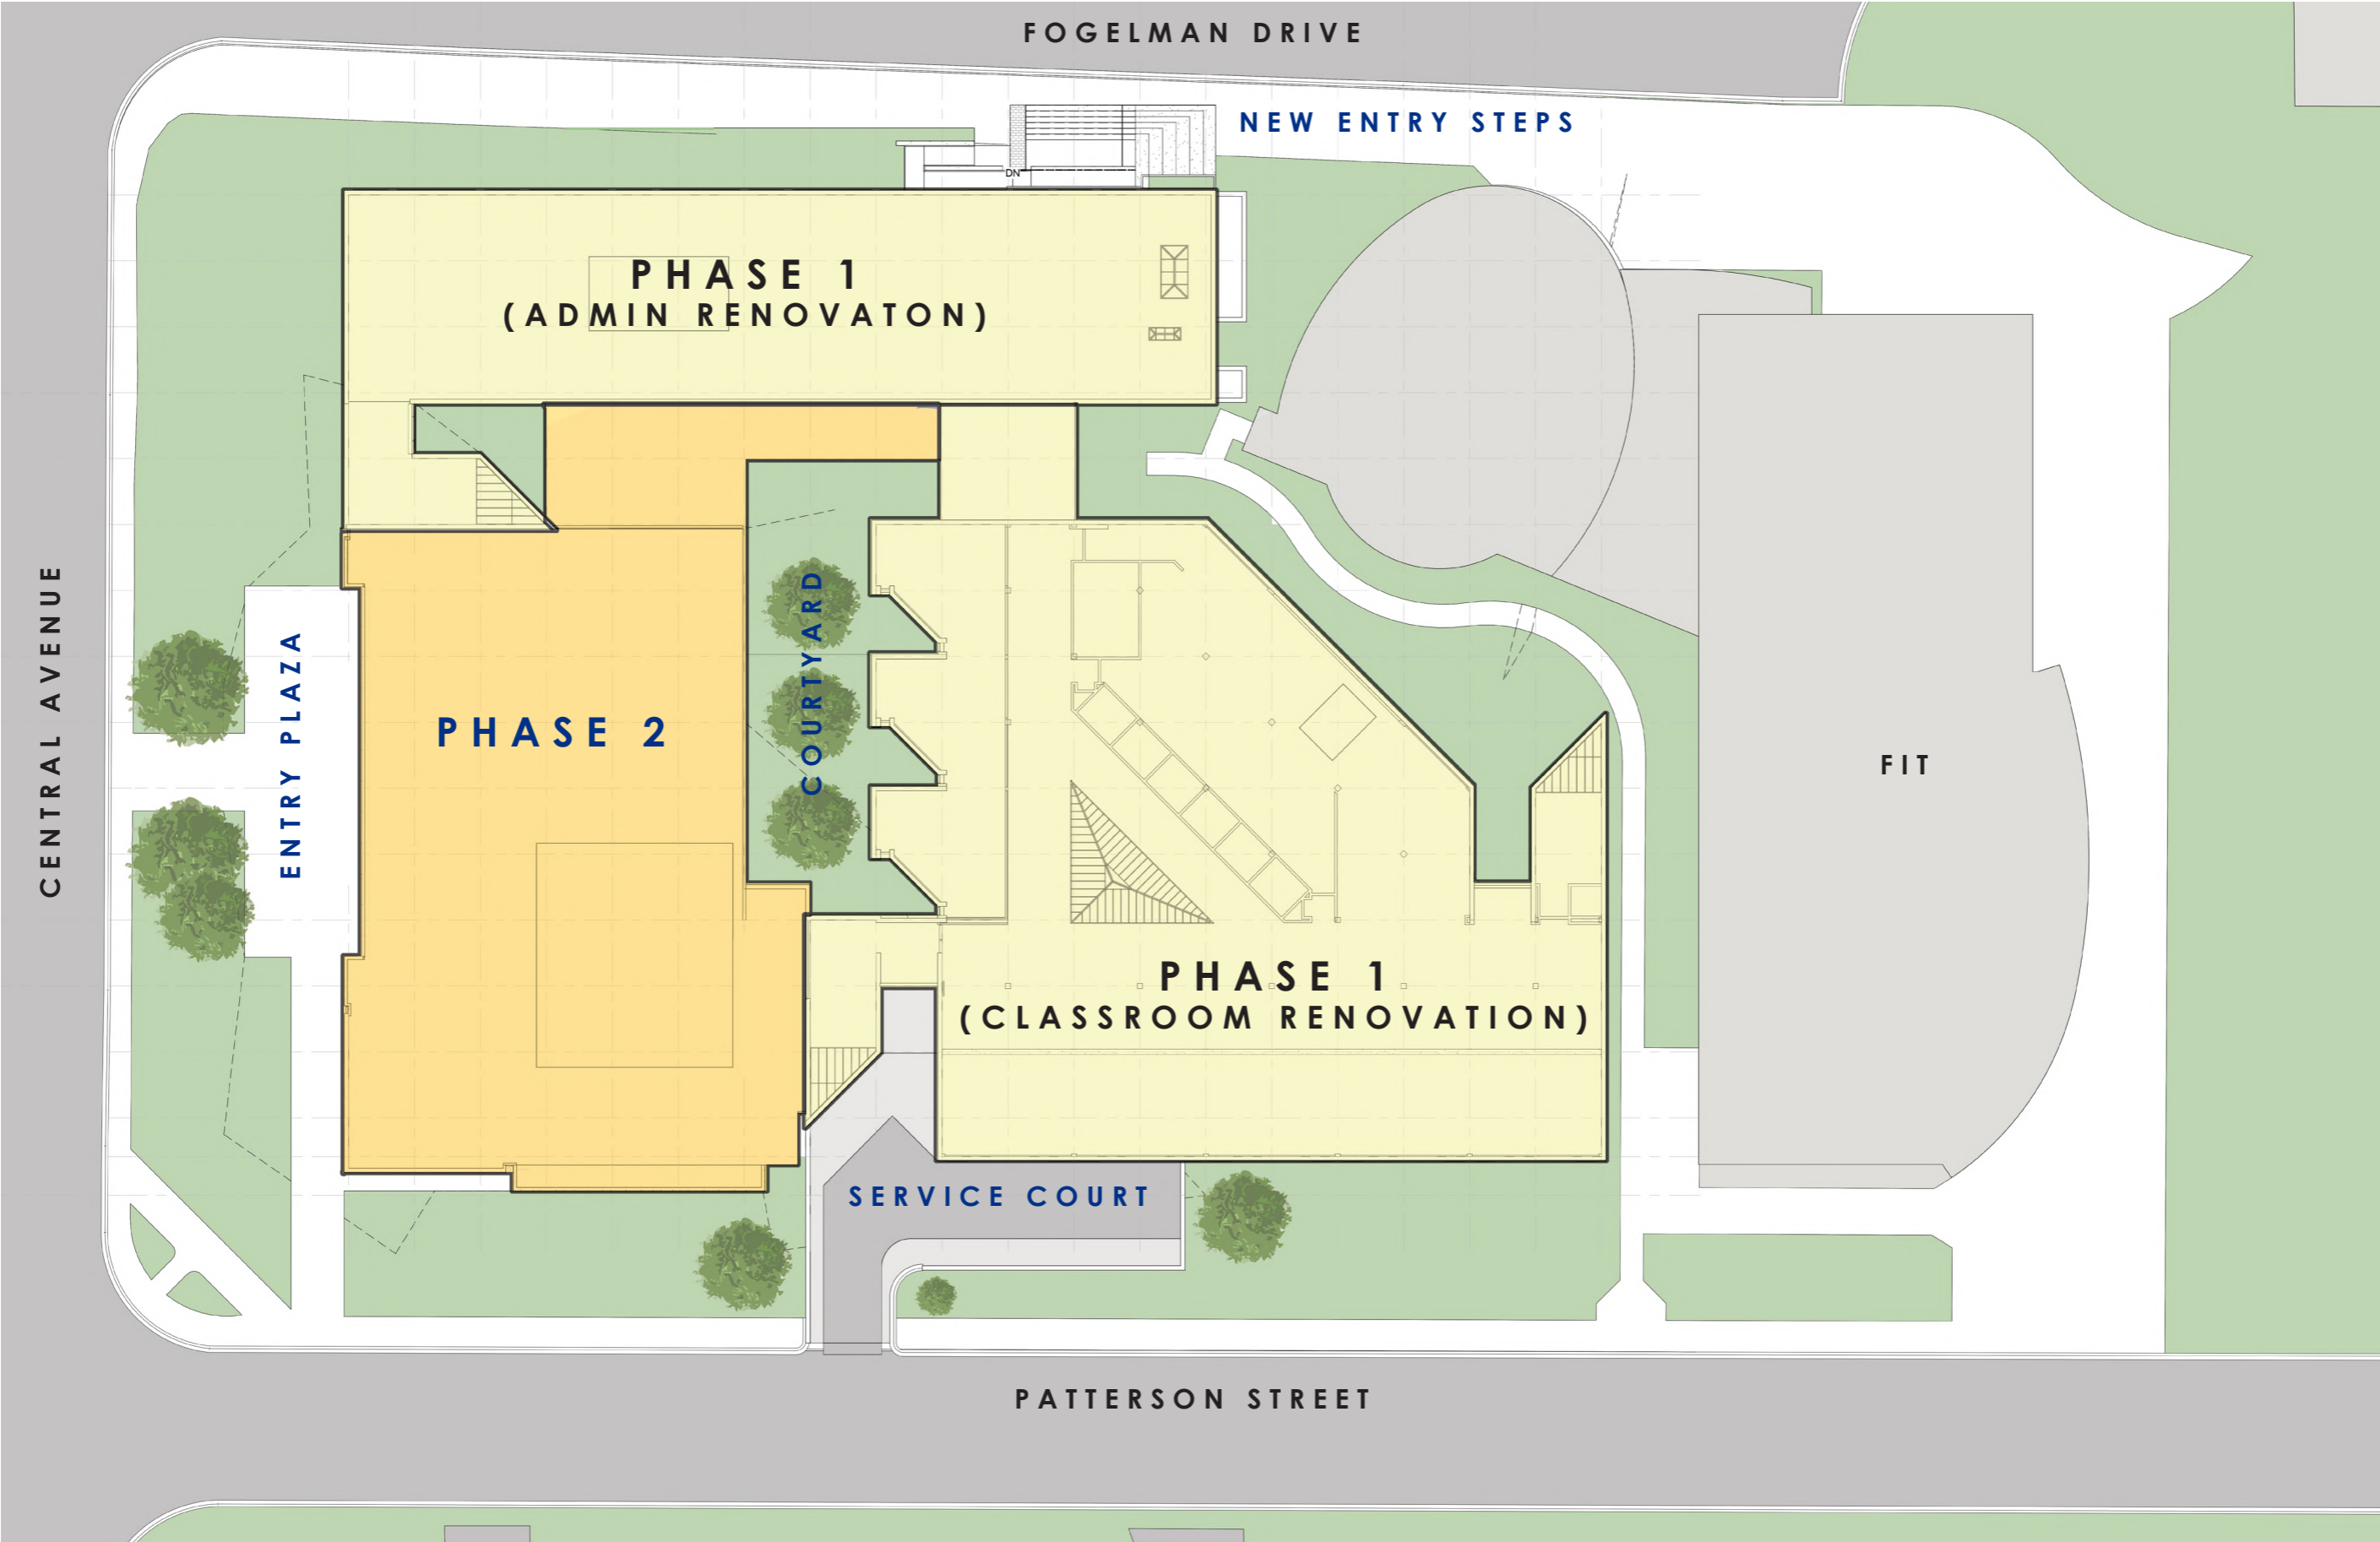 FOGELMAN DRIVE
NEW ENTRY STEPS
DN
PHASE 1
(ADMIN RENOVATON)
CENTRAL AVENUE
ENTRY PLAZA
PHASE 2
COURTYARD
FIT
PHASE 1
(CLASSROOM RENOVATION)
SERVICE COURT
PATTERSON STREET